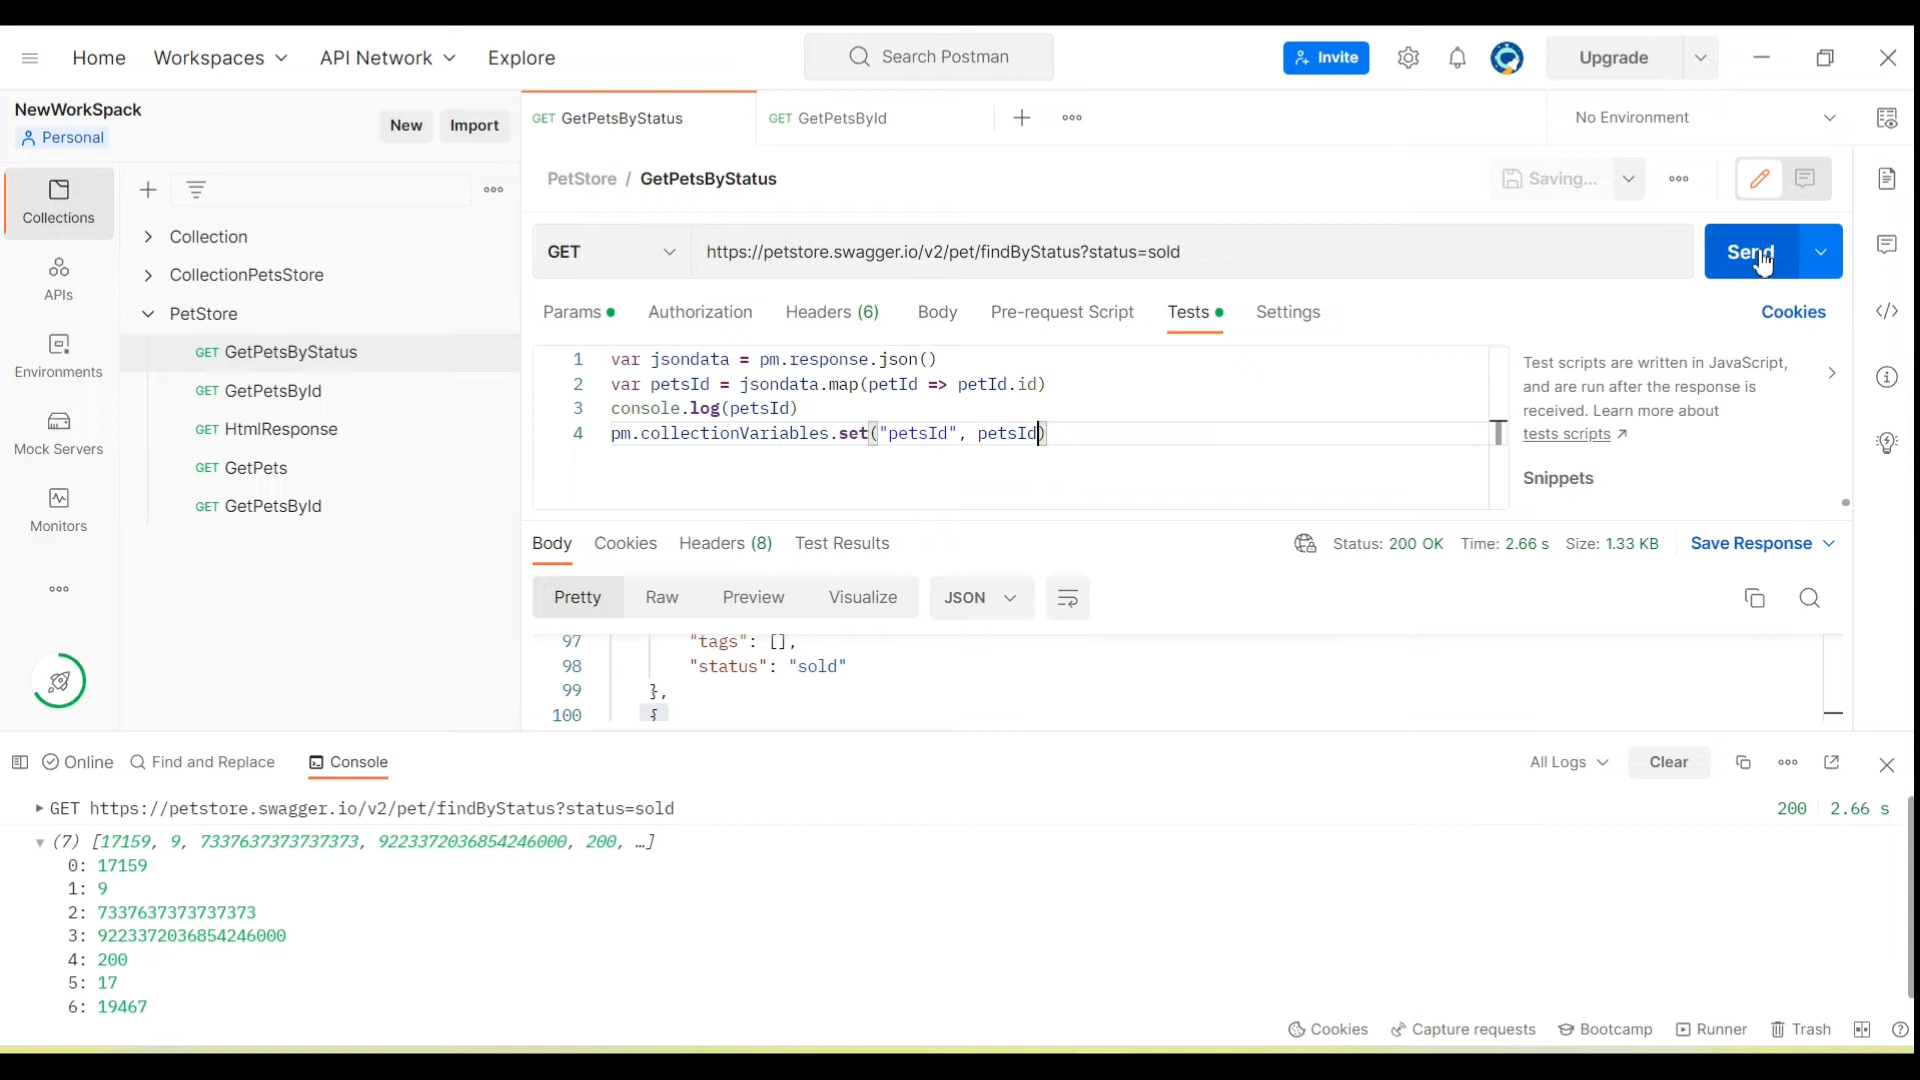 Home Workspaces API Network Explore Search Postman Invite Upgrade
NewWorkSpack
Personal
New Import
GET GetPetsByStatus GET GetPetsById No Environment
PetStore / GetPetsByStatus Saving...
Collections
APIs
Environments
Mock Servers
Monitors
Collection
CollectionPetsStore
PetStore
GET GetPetsByStatus
GET GetPetsById
GET HtmlResponse
GET GetPets
GET GetPetsById
GET https://petstore.swagger.io/v2/pet/findByStatus?status=sold Send
Params Authorization Headers (6) Body Pre-request Script Tests Settings Cookies
1 var jsondata = pm.response.json()
2 var petsId = jsondata.map(petId => petId.id)
3 console.log(petsId)
4 pm.collectionVariables.set("petsId", petsId)
Test scripts are written in JavaScript,
and are run after the response is
received. Learn more about
tests scripts ↗
Snippets
Body Cookies Headers (8) Test Results Status: 200 OK Time: 2.66 s Size: 1.33 KB Save Response
Pretty Raw Preview Visualize JSON
97 "tags": [],
98 "status": "sold"
99 },
100 {
Online Find and Replace Console All Logs Clear
GET https://petstore.swagger.io/v2/pet/findByStatus?status=sold 200 2.66 s
(7) [17159, 9, 7337637373737373, 9223372036854246000, 200, …]
0: 17159
1: 9
2: 7337637373737373
3: 9223372036854246000
4: 200
5: 17
6: 19467
Cookies Capture requests Bootcamp Runner Trash